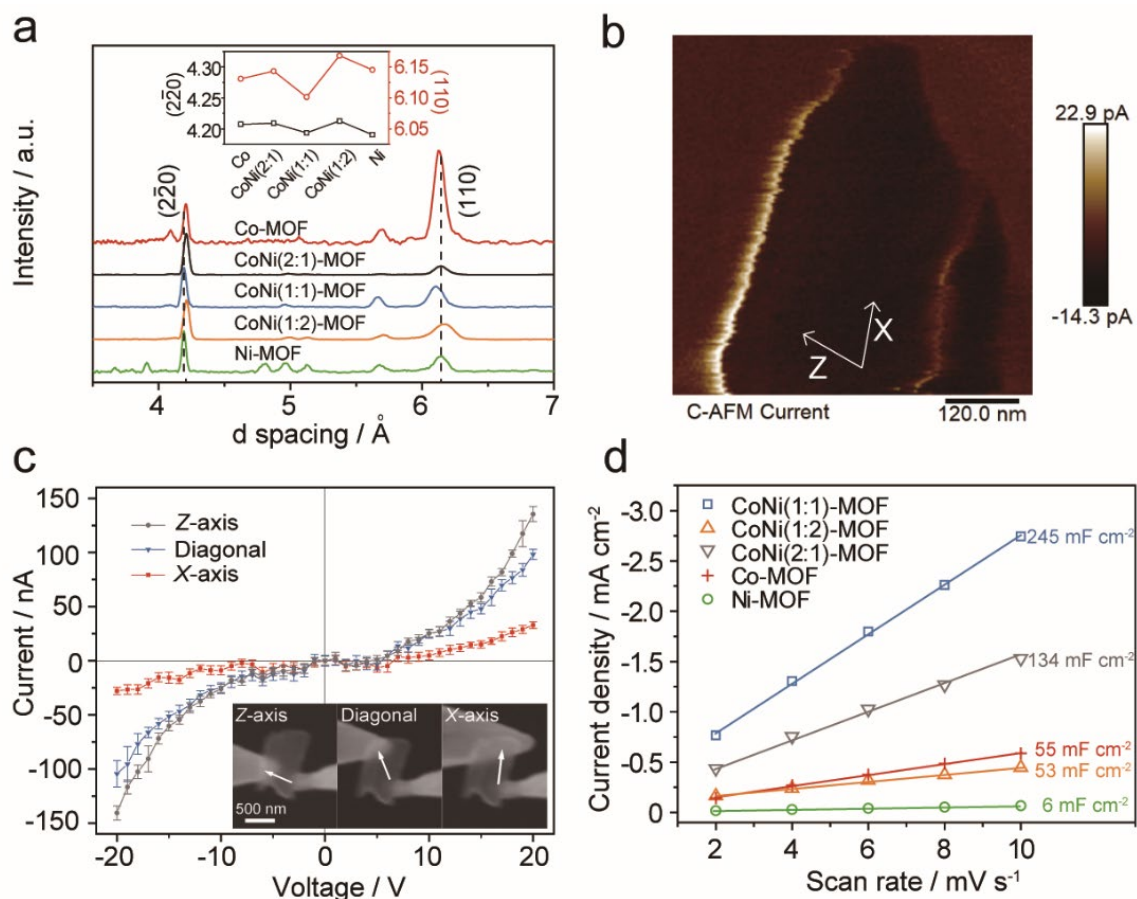 a
Intensity / a.u.
(22̄0)
4.30
4.25
4.20
6.15
6.10
6.05
(110)
Co
CoNi(2:1)
CoNi(1:1)
CoNi(1:2)
Ni
(22̄0)
(110)
Co-MOF
CoNi(2:1)-MOF
CoNi(1:1)-MOF
CoNi(1:2)-MOF
Ni-MOF
4 5 6 7
d spacing / Å
b
22.9 pA
-14.3 pA
X
Z
C-AFM Current
120.0 nm
c
Current / nA
150
100
50
0
-50
-100
-150
Z-axis
Diagonal
X-axis
Z-axis Diagonal X-axis
500 nm
-20 -10 0 10 20
Voltage / V
d
Current density / mA cm⁻²
-3.0
-2.5
-2.0
-1.5
-1.0
-0.5
0
CoNi(1:1)-MOF
CoNi(1:2)-MOF
CoNi(2:1)-MOF
Co-MOF
Ni-MOF
245 mF cm⁻²
134 mF cm⁻²
55 mF cm⁻²
53 mF cm⁻²
6 mF cm⁻²
2 4 6 8 10
Scan rate / mV s⁻¹